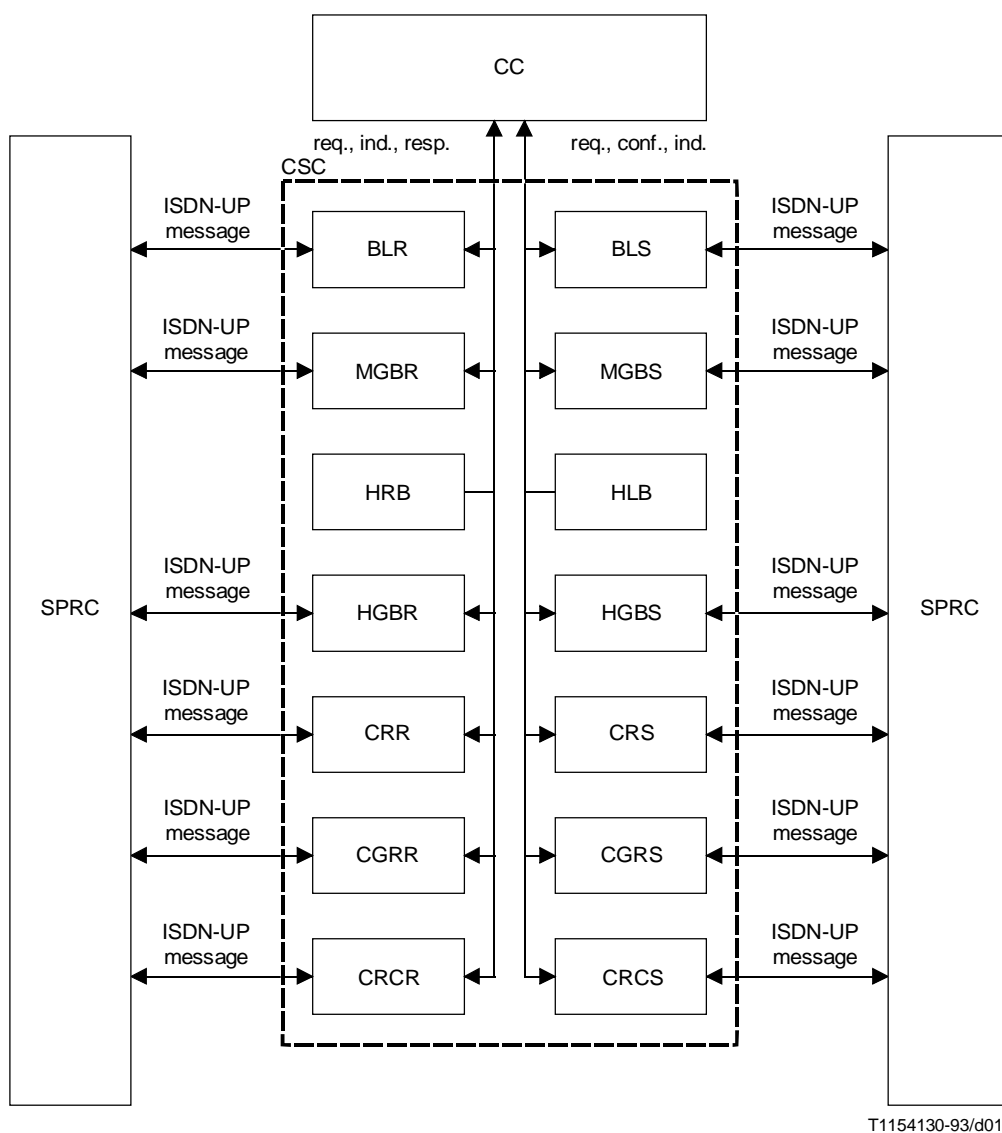 CC
req., ind., resp.
req., conf., ind.
CSC
ISDN-UP
message
BLR
BLS
ISDN-UP
message
ISDN-UP
message
MGBR
MGBS
ISDN-UP
message
HRB
HLB
SPRC
ISDN-UP
message
HGBR
HGBS
ISDN-UP
message
SPRC
ISDN-UP
message
CRR
CRS
ISDN-UP
message
ISDN-UP
message
CGRR
CGRS
ISDN-UP
message
ISDN-UP
message
CRCR
CRCS
ISDN-UP
message
T1154130-93/d01